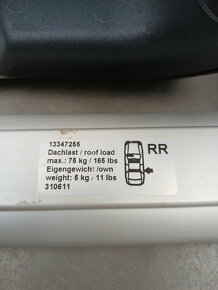 13347255
Dachlast / roof load
max.: 75 kg / 165 lbs
Eigengewicht /own
weight: 5 kg / 11 lbs
310611
RR